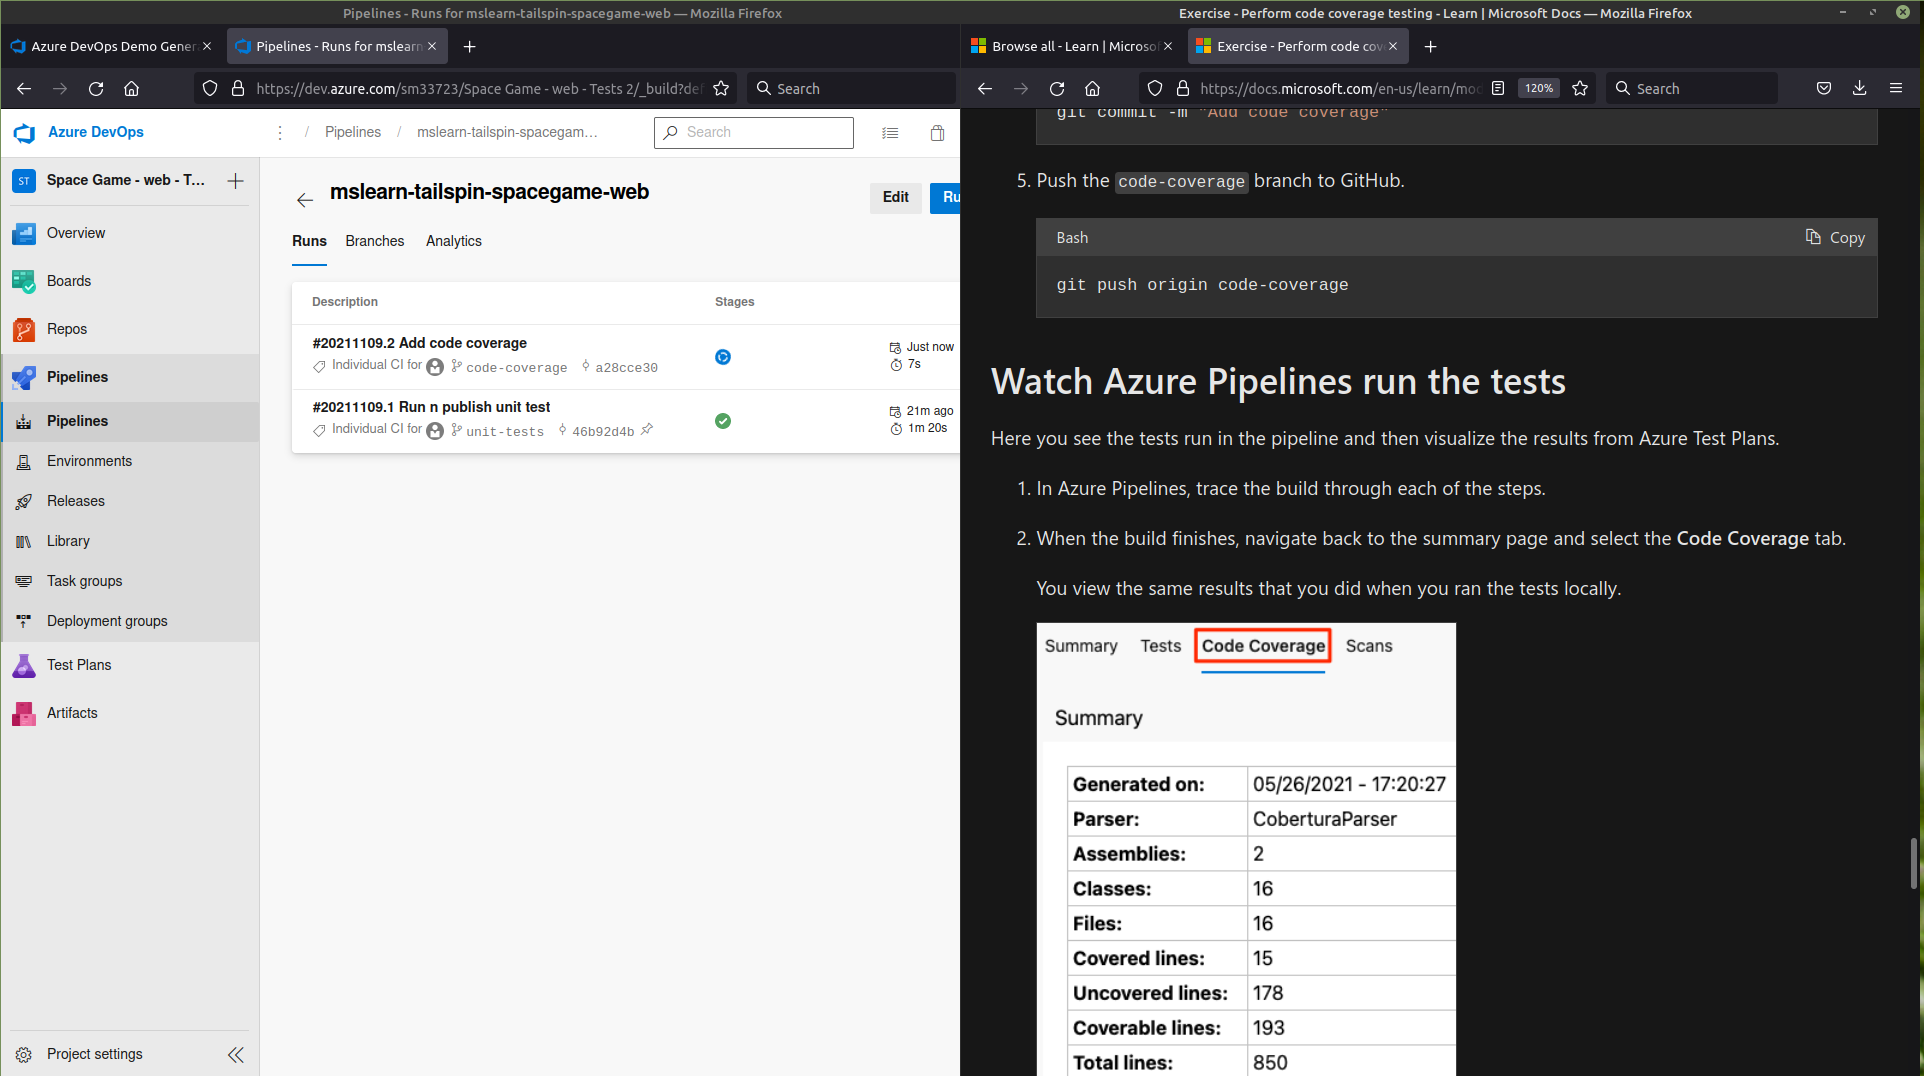 Pipelines - Runs for mslearn-tailspin-spacegame-web — Mozilla Firefox
Azure DevOps Demo Gener
Pipelines - Runs for mslearn
https://dev.azure.com/sm33723/Space Game - web - Tests 2/_build?def
Search
Azure DevOps
/ Pipelines / mslearn-tailspin-spacegam...
Search
ST
Space Game - web - T...
Overview
Boards
Repos
Pipelines
Pipelines
Environments
Releases
Library
Task groups
Deployment groups
Test Plans
Artifacts
Project settings
mslearn-tailspin-spacegame-web
Edit
Ru
Runs Branches Analytics
Description Stages
#20211109.2 Add code coverage
Individual CI for code-coverage a28cce30
Just now
7s
#20211109.1 Run n publish unit test
Individual CI for unit-tests 46b92d4b
21m ago
1m 20s
Exercise - Perform code coverage testing - Learn | Microsoft Docs — Mozilla Firefox
Browse all - Learn | Microsof
Exercise - Perform code cov
https://docs.microsoft.com/en-us/learn/mod
120%
Search
git commit -m "Add code coverage"
5. Push the code-coverage branch to GitHub.
Bash
Copy
git push origin code-coverage
Watch Azure Pipelines run the tests
Here you see the tests run in the pipeline and then visualize the results from Azure Test Plans.
1. In Azure Pipelines, trace the build through each of the steps.
2. When the build finishes, navigate back to the summary page and select the Code Coverage tab.
You view the same results that you did when you ran the tests locally.
Summary Tests Code Coverage Scans
Summary
Generated on: 05/26/2021 - 17:20:27
Parser: CoberturaParser
Assemblies: 2
Classes: 16
Files: 16
Covered lines: 15
Uncovered lines: 178
Coverable lines: 193
Total lines: 850